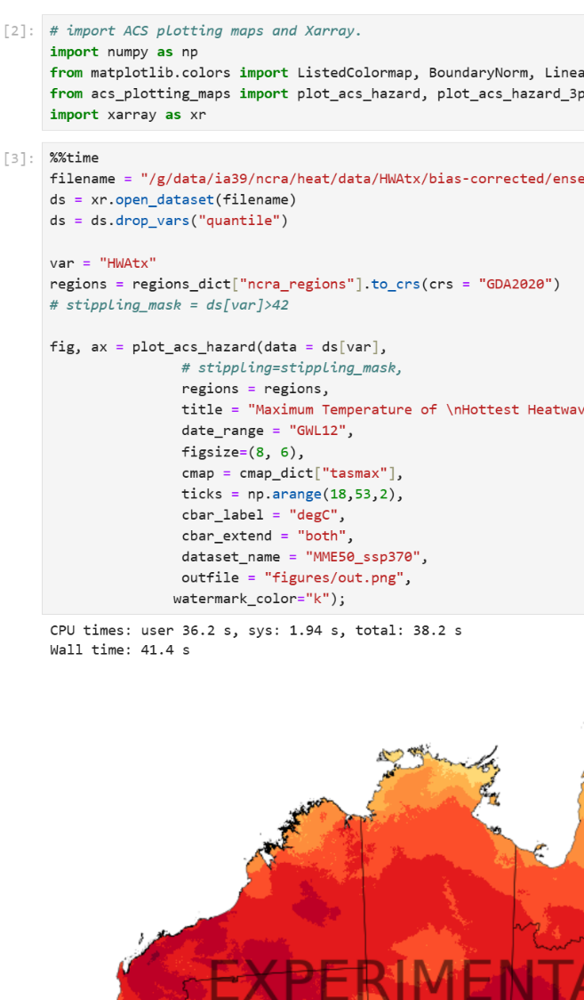 [2]: # import ACS plotting maps and Xarray.
import numpy as np
from matplotlib.colors import ListedColormap, BoundaryNorm, Linea
from acs_plotting_maps import plot_acs_hazard, plot_acs_hazard_3p
import xarray as xr
[3]: %%time
filename = "/g/data/ia39/ncra/heat/data/HWAtx/bias-corrected/ense
ds = xr.open_dataset(filename)
ds = ds.drop_vars("quantile")
var = "HWAtx"
regions = regions_dict["ncra_regions"].to_crs(crs = "GDA2020")
# stippling_mask = ds[var]>42
fig, ax = plot_acs_hazard(data = ds[var],
# stippling=stippling_mask,
regions = regions,
title = "Maximum Temperature of \nHottest Heatwav
date_range = "GWL12",
figsize=(8, 6),
cmap = cmap_dict["tasmax"],
ticks = np.arange(18,53,2),
cbar_label = "degC",
cbar_extend = "both",
dataset_name = "MME50_ssp370",
outfile = "figures/out.png",
watermark_color="k");
CPU times: user 36.2 s, sys: 1.94 s, total: 38.2 s
Wall time: 41.4 s
EXPERIMENTA